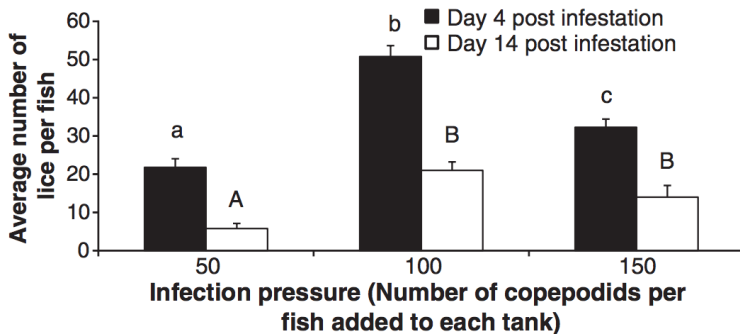 Average number of
lice per fish
60
50
40
30
20
10
0
Day 4 post infestation
Day 14 post infestation
a
A
b
B
c
B
50
100
150
Infection pressure (Number of copepodids per
fish added to each tank)